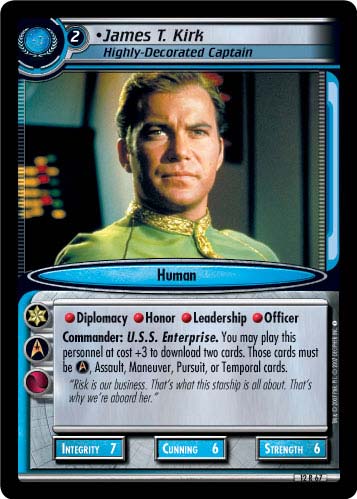 2 •James T. Kirk
Highly-Decorated Captain
Human
Diplomacy Honor Leadership Officer
Commander: U.S.S. Enterprise. You may play this
personnel at cost +3 to download two cards. Those cards must
be , Assault, Maneuver, Pursuit, or Temporal cards.
"Risk is our business. That's what this starship is all about. That's
why we're aboard her."
INTEGRITY 7 CUNNING 6 STRENGTH 6
12 R 67